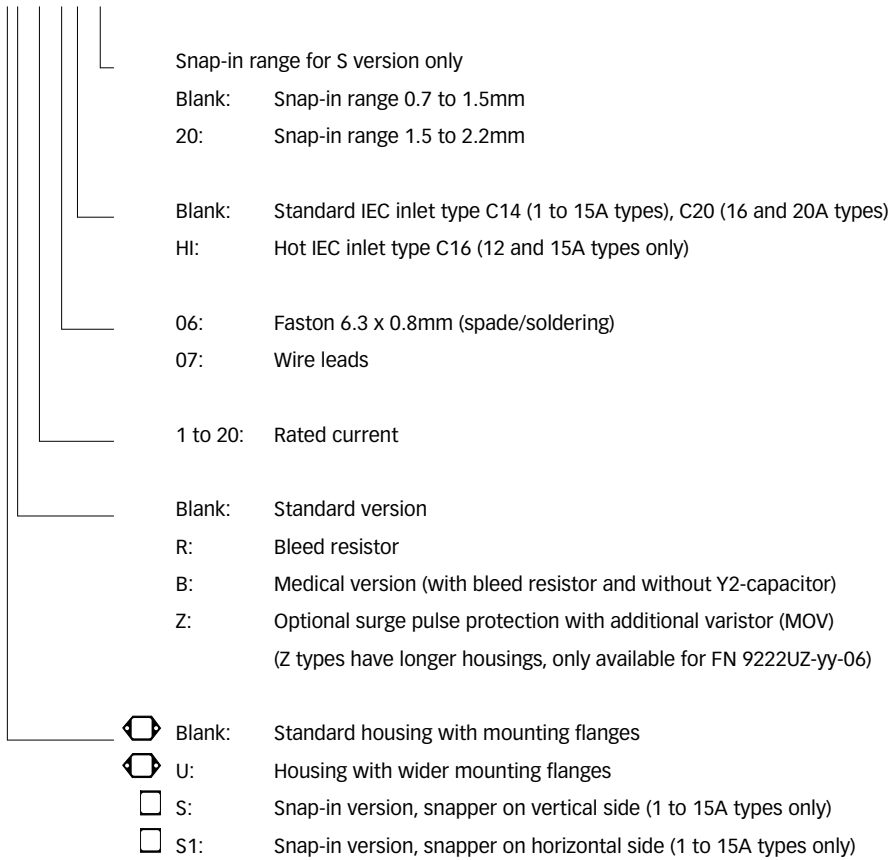 Snap-in range for S version only
Blank: Snap-in range 0.7 to 1.5mm
20: Snap-in range 1.5 to 2.2mm
Blank: Standard IEC inlet type C14 (1 to 15A types), C20 (16 and 20A types)
HI: Hot IEC inlet type C16 (12 and 15A types only)
06: Faston 6.3 x 0.8mm (spade/soldering)
07: Wire leads
1 to 20: Rated current
Blank: Standard version
R: Bleed resistor
B: Medical version (with bleed resistor and without Y2-capacitor)
Z: Optional surge pulse protection with additional varistor (MOV)
(Z types have longer housings, only available for FN 9222UZ-yy-06)
Blank: Standard housing with mounting flanges
U: Housing with wider mounting flanges
S: Snap-in version, snapper on vertical side (1 to 15A types only)
S1: Snap-in version, snapper on horizontal side (1 to 15A types only)